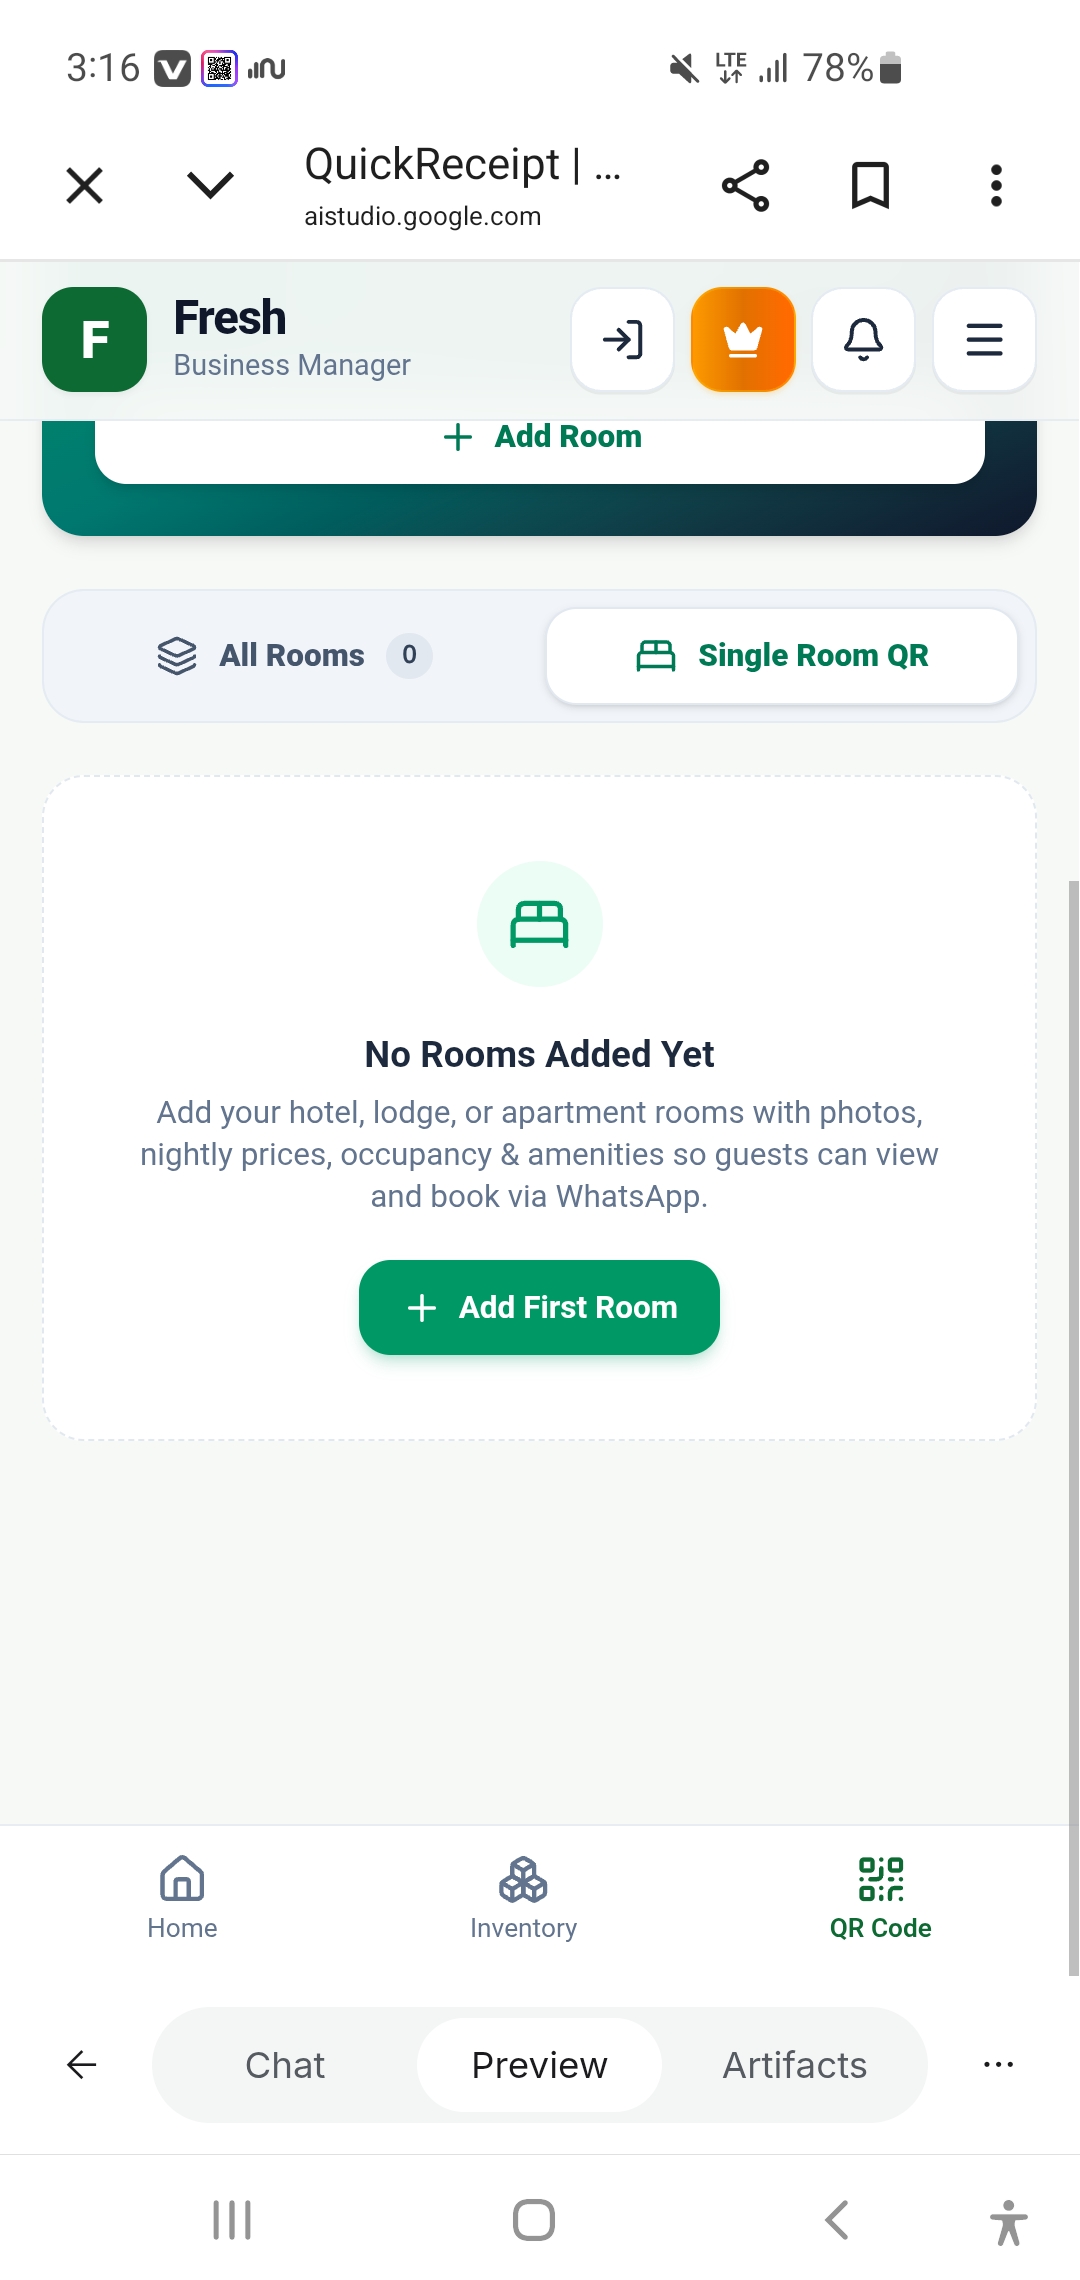 3:16
LTE
78%
QuickReceipt | ...
aistudio.google.com
F
Fresh
Business Manager
Add Room
All Rooms 0
Single Room QR
No Rooms Added Yet
Add your hotel, lodge, or apartment rooms with photos,
nightly prices, occupancy & amenities so guests can view
and book via WhatsApp.
Add First Room
Home
Inventory
QR Code
Chat
Preview
Artifacts